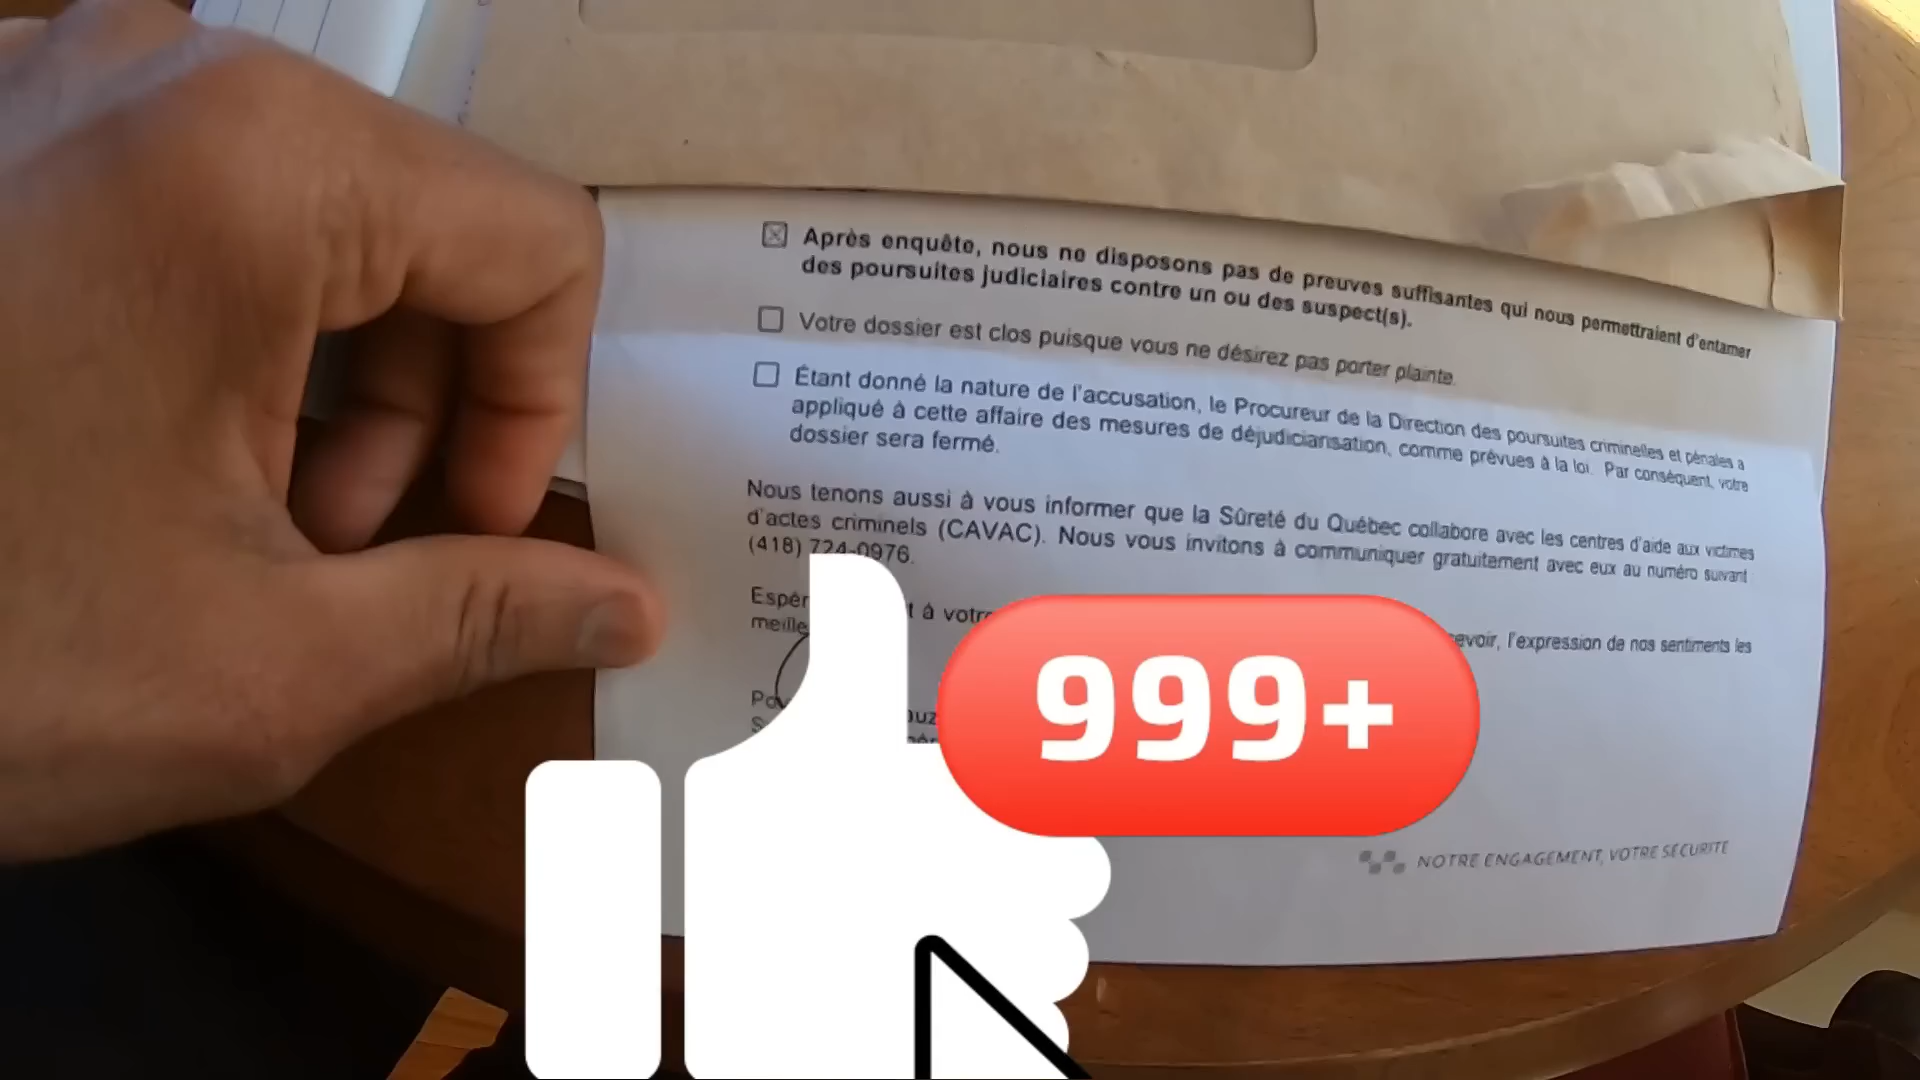 Après enquête, nous ne disposons pas de preuves suffisantes qui nous permettraient d'entamer
des poursuites judiciaires contre un ou des suspect(s).
Votre dossier est clos puisque vous ne désirez pas porter plainte.
Étant donné la nature de l'accusation, le Procureur de la Direction des poursuites criminelles et pénales a
appliqué à cette affaire des mesures de déjudiciarisation, comme prévues à la loi. Par conséquent, votre
dossier sera fermé.
Nous tenons aussi à vous informer que la Sûreté du Québec collabore avec les centres d'aide aux victimes
d'actes criminels (CAVAC). Nous vous invitons à communiquer gratuitement avec eux au numéro suivant
(418) 724-0976.
à votre l'expression de nos sentiments les
999+
NOTRE ENGAGEMENT, VOTRE SÉCURITÉ